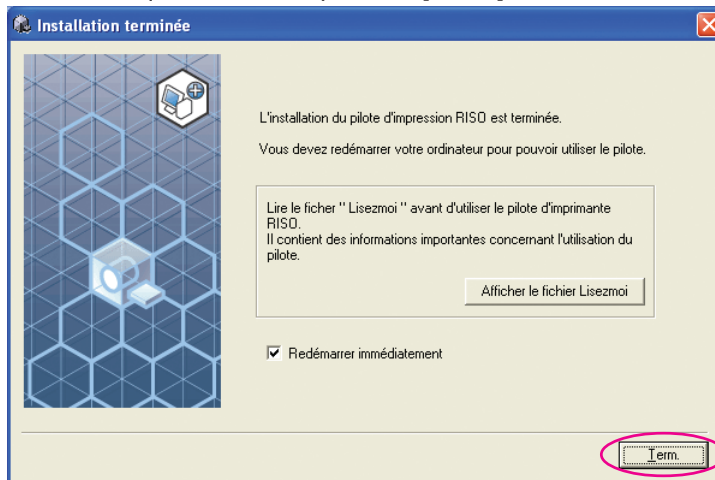 Installation terminée
L'installation du pilote d'impression RISO est terminée.
Vous devez redémarrer votre ordinateur pour pouvoir utiliser le pilote.
Lire le ficher " Lisezmoi " avant d'utiliser le pilote d'imprimante
RISO.
Il contient des informations importantes concernant l'utilisation du
pilote.
Afficher le fichier Lisezmoi
Redémarrer immédiatement
Term.